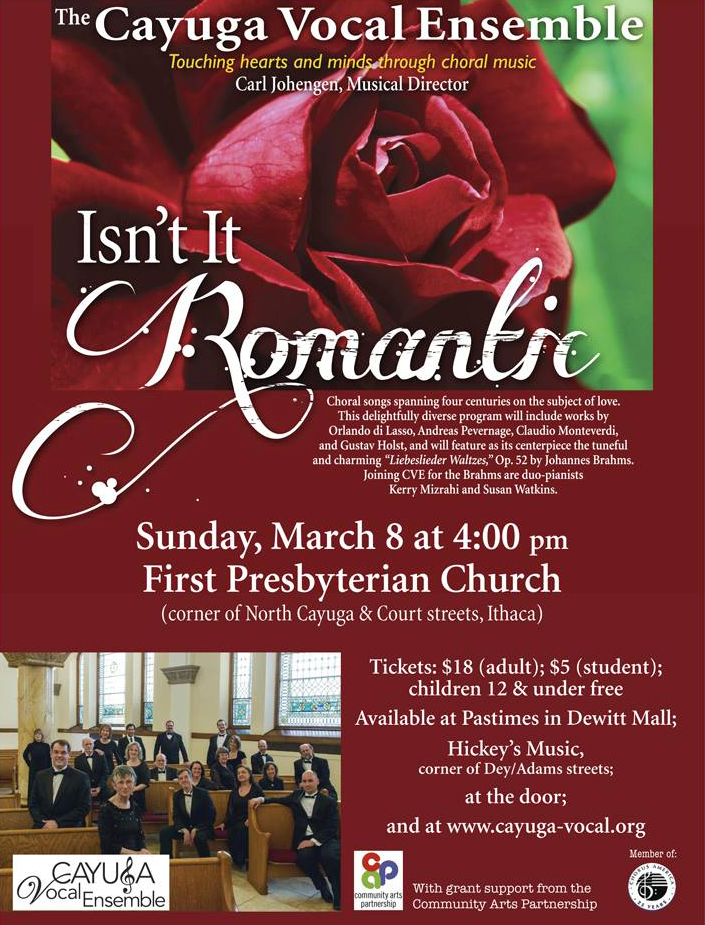 The Cayuga Vocal Ensemble
Touching hearts and minds through choral music
Carl Johengen, Musical Director
Isn't It
Romantic
Choral songs spanning four centuries on the subject of love.
This delightfully diverse program will include works by
Orlando di Lasso, Andreas Pevernage, Claudio Monteverdi,
and Gustav Holst, and will feature as its centerpiece the tuneful
and charming "Liebeslieder Waltzes," Op. 52 by Johannes Brahms.
Joining CVE for the Brahms are duo-pianists
Kerry Mizrahi and Susan Watkins.
Sunday, March 8 at 4:00 pm
First Presbyterian Church
(corner of North Cayuga & Court streets, Ithaca)
Tickets: $18 (adult); $5 (student);
children 12 & under free
Available at Pastimes in Dewitt Mall;
Hickey's Music,
corner of Dey/Adams streets;
at the door;
and at www.cayuga-vocal.org
CAYUGA
Vocal
Ensemble
cap
community arts
partnership
With grant support from the
Community Arts Partnership
Member of:
CHORUS AMERICA
35 YEARS